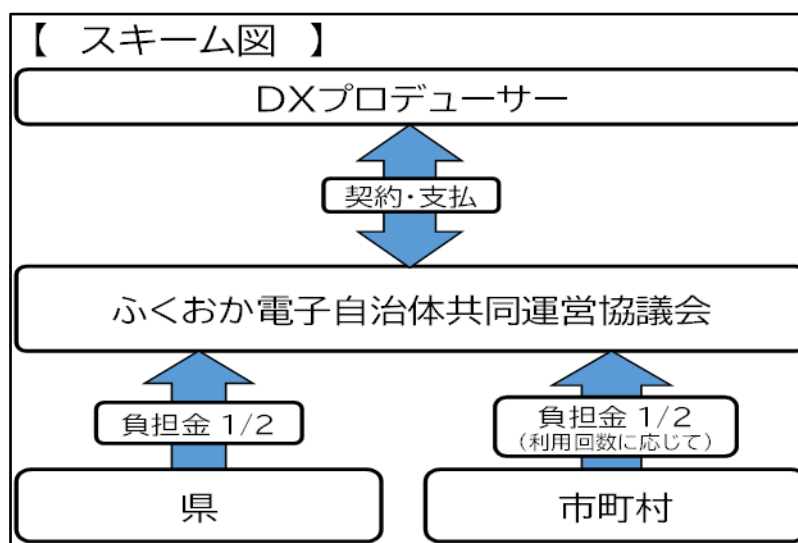 【 スキーム図 】
DXプロデューサー
契約・支払
ふくおか電子自治体共同運営協議会
負担金 1/2
負担金 1/2
(利用回数に応じて)
県
市町村